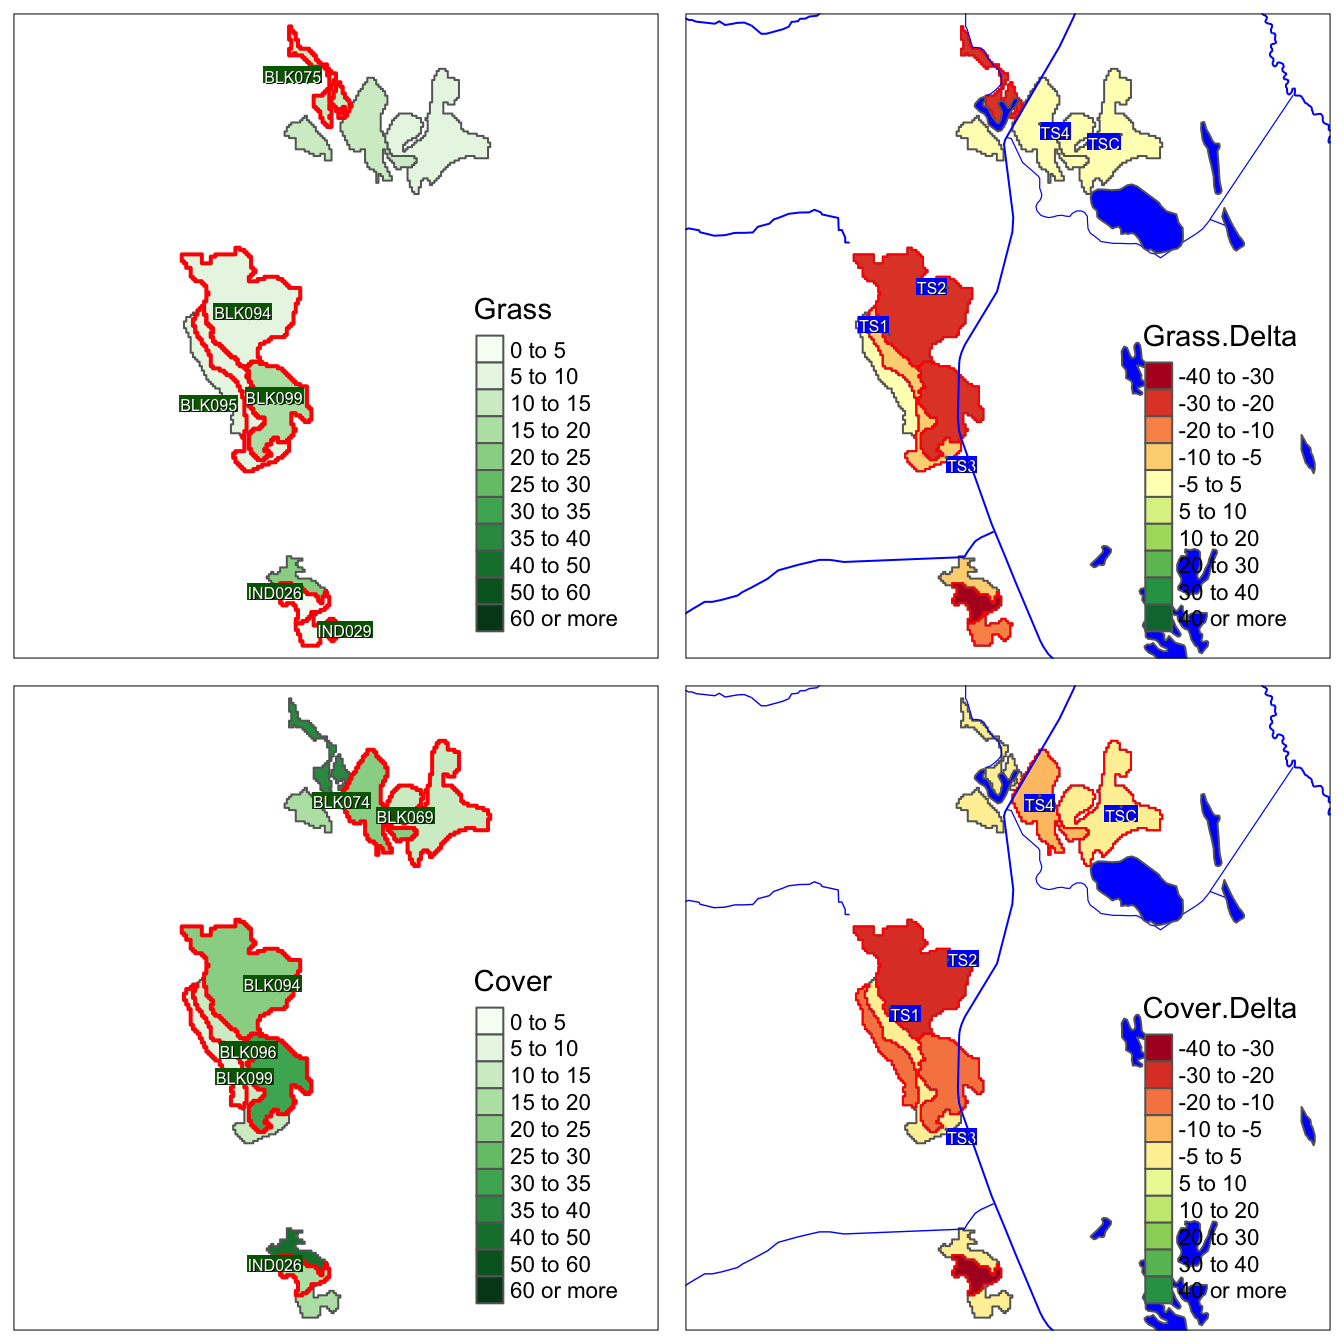 BLK075
BLK094
BLK095
BLK099
IND026
IND029
Grass
0 to 5
5 to 10
10 to 15
15 to 20
20 to 25
25 to 30
30 to 35
35 to 40
40 to 50
50 to 60
60 or more
TS4
TSC
TS2
TS1
TS3
Grass.Delta
-40 to -30
-30 to -20
-20 to -10
-10 to -5
-5 to 5
5 to 10
10 to 20
20 to 30
30 to 40
40 or more
BLK074
BLK069
BLK094
BLK096
BLK099
IND026
Cover
0 to 5
5 to 10
10 to 15
15 to 20
20 to 25
25 to 30
30 to 35
35 to 40
40 to 50
50 to 60
60 or more
TS4
TSC
TS2
TS1
TS3
Cover.Delta
-40 to -30
-30 to -20
-20 to -10
-10 to -5
-5 to 5
5 to 10
10 to 20
20 to 30
30 to 40
40 or more